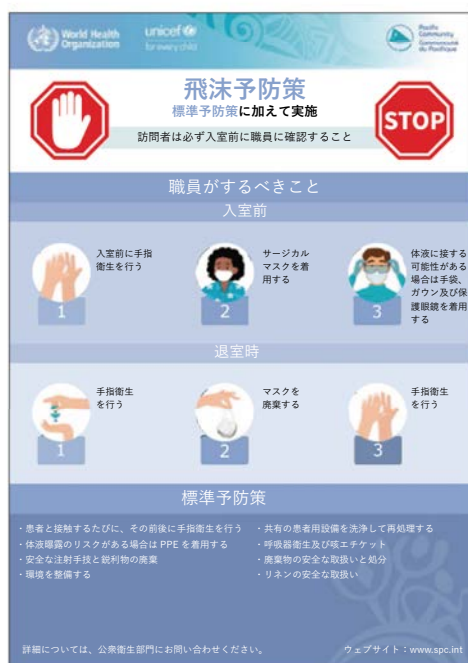 World Health
Organization
unicef
for every child
Pacific
Community
Communauté
du Pacifique
飛沫予防策
標準予防策に加えて実施
訪問者は必ず入室前に職員に確認すること
STOP
職員がするべきこと
入室前
入室前に手指
衛生を行う
1
サージカル
マスクを着
用する
2
体液に接する
可能性がある
場合は手袋、
ガウン及び保
護眼鏡を着用
する
3
退室時
手指衛生
を行う
1
マスクを
廃棄する
2
手指衛生
を行う
3
標準予防策
・患者と接触するたびに、その前後に手指衛生を行う
・体液曝露のリスクがある場合は PPE を着用する
・安全な注射手技と鋭利物の廃棄
・環境を整備する
・共有の患者用設備を洗浄して再処理する
・呼吸器衛生及び咳エチケット
・廃棄物の安全な取扱いと処分
・リネンの安全な取扱い
詳細については、公衆衛生部門にお問い合わせください。
ウェブサイト：www.spc.int